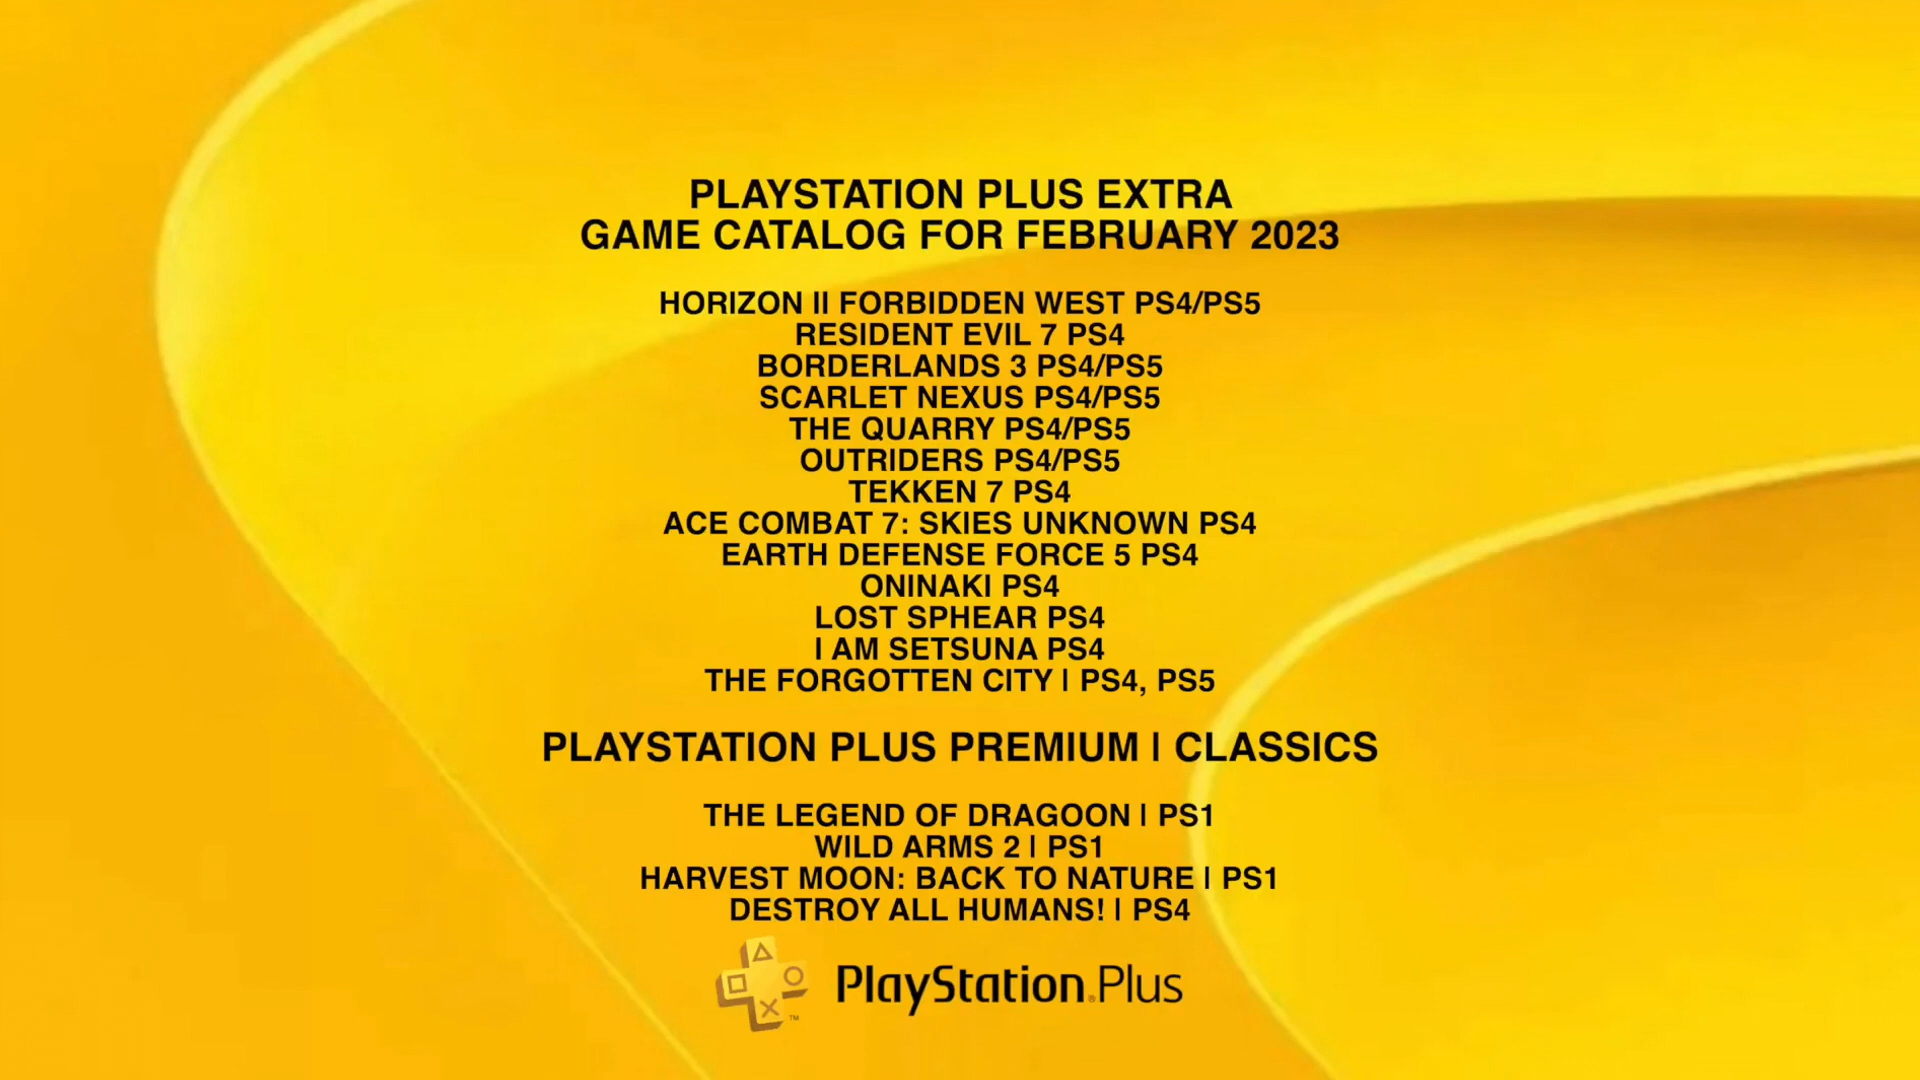 PLAYSTATION PLUS EXTRA
GAME CATALOG FOR FEBRUARY 2023
HORIZON II FORBIDDEN WEST PS4/PS5
RESIDENT EVIL 7 PS4
BORDERLANDS 3 PS4/PS5
SCARLET NEXUS PS4/PS5
THE QUARRY PS4/PS5
OUTRIDERS PS4/PS5
TEKKEN 7 PS4
ACE COMBAT 7: SKIES UNKNOWN PS4
EARTH DEFENSE FORCE 5 PS4
ONINAKI PS4
LOST SPHEAR PS4
I AM SETSUNA PS4
THE FORGOTTEN CITY | PS4, PS5
PLAYSTATION PLUS PREMIUM | CLASSICS
THE LEGEND OF DRAGOON | PS1
WILD ARMS 2 | PS1
HARVEST MOON: BACK TO NATURE | PS1
DESTROY ALL HUMANS! | PS4
PlayStation®Plus
™